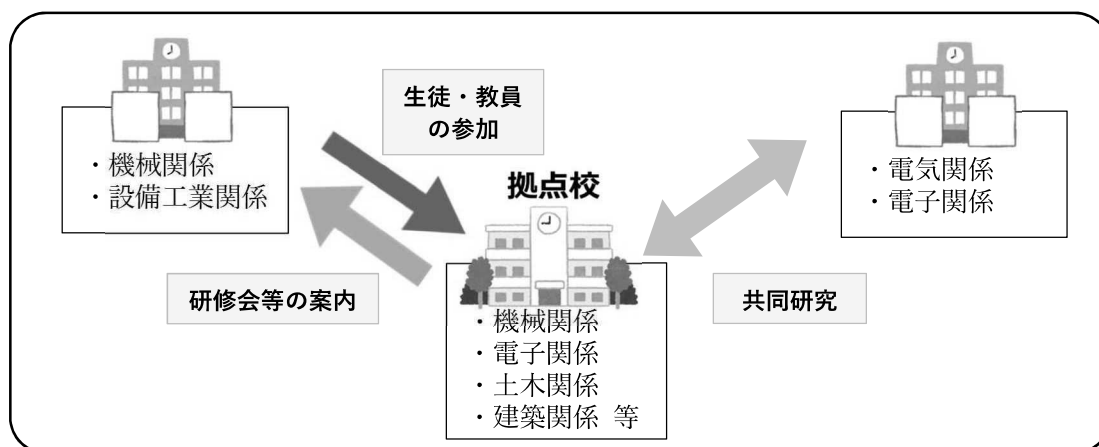 生徒・教員
の参加
・機械関係
・設備工業関係
拠点校
・電気関係
・電子関係
研修会等の案内
共同研究
・機械関係
・電子関係
・土木関係
・建築関係 等